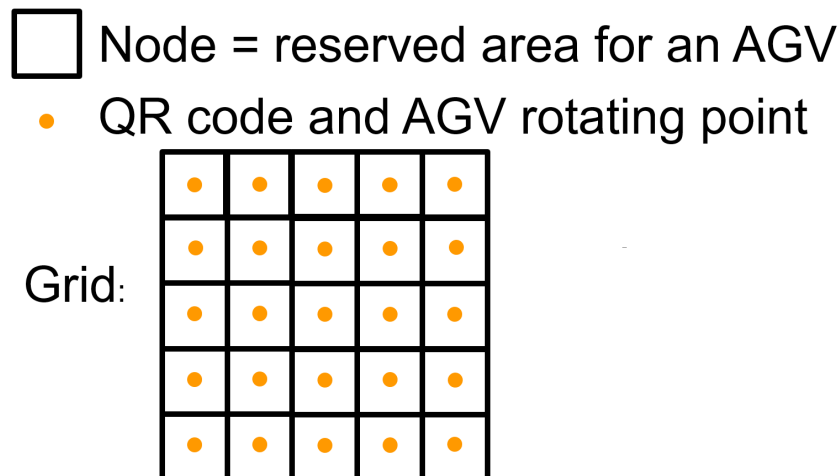 Node = reserved area for an AGV
QR code and AGV rotating point
Grid: